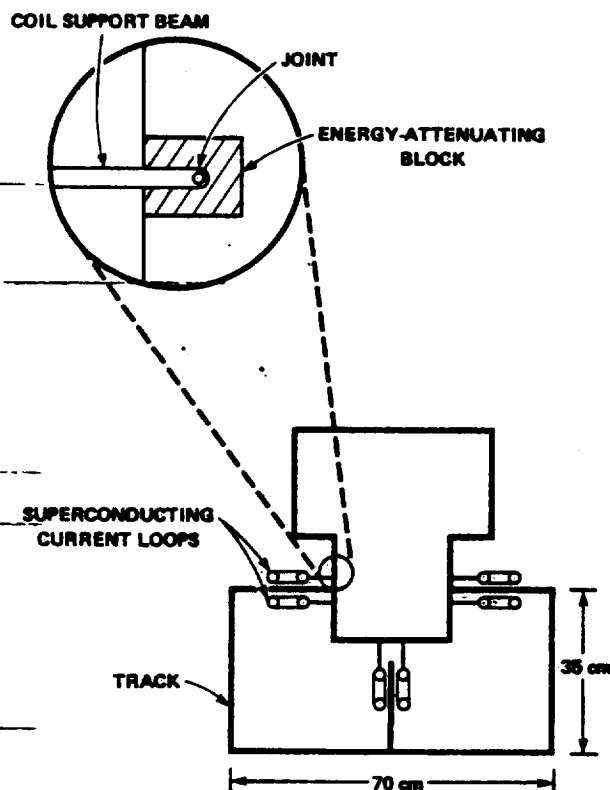 COIL SUPPORT BEAM
JOINT
ENERGY-ATTENUATING
BLOCK
SUPERCONDUCTING
CURRENT LOOPS
TRACK
35 cm
70 cm